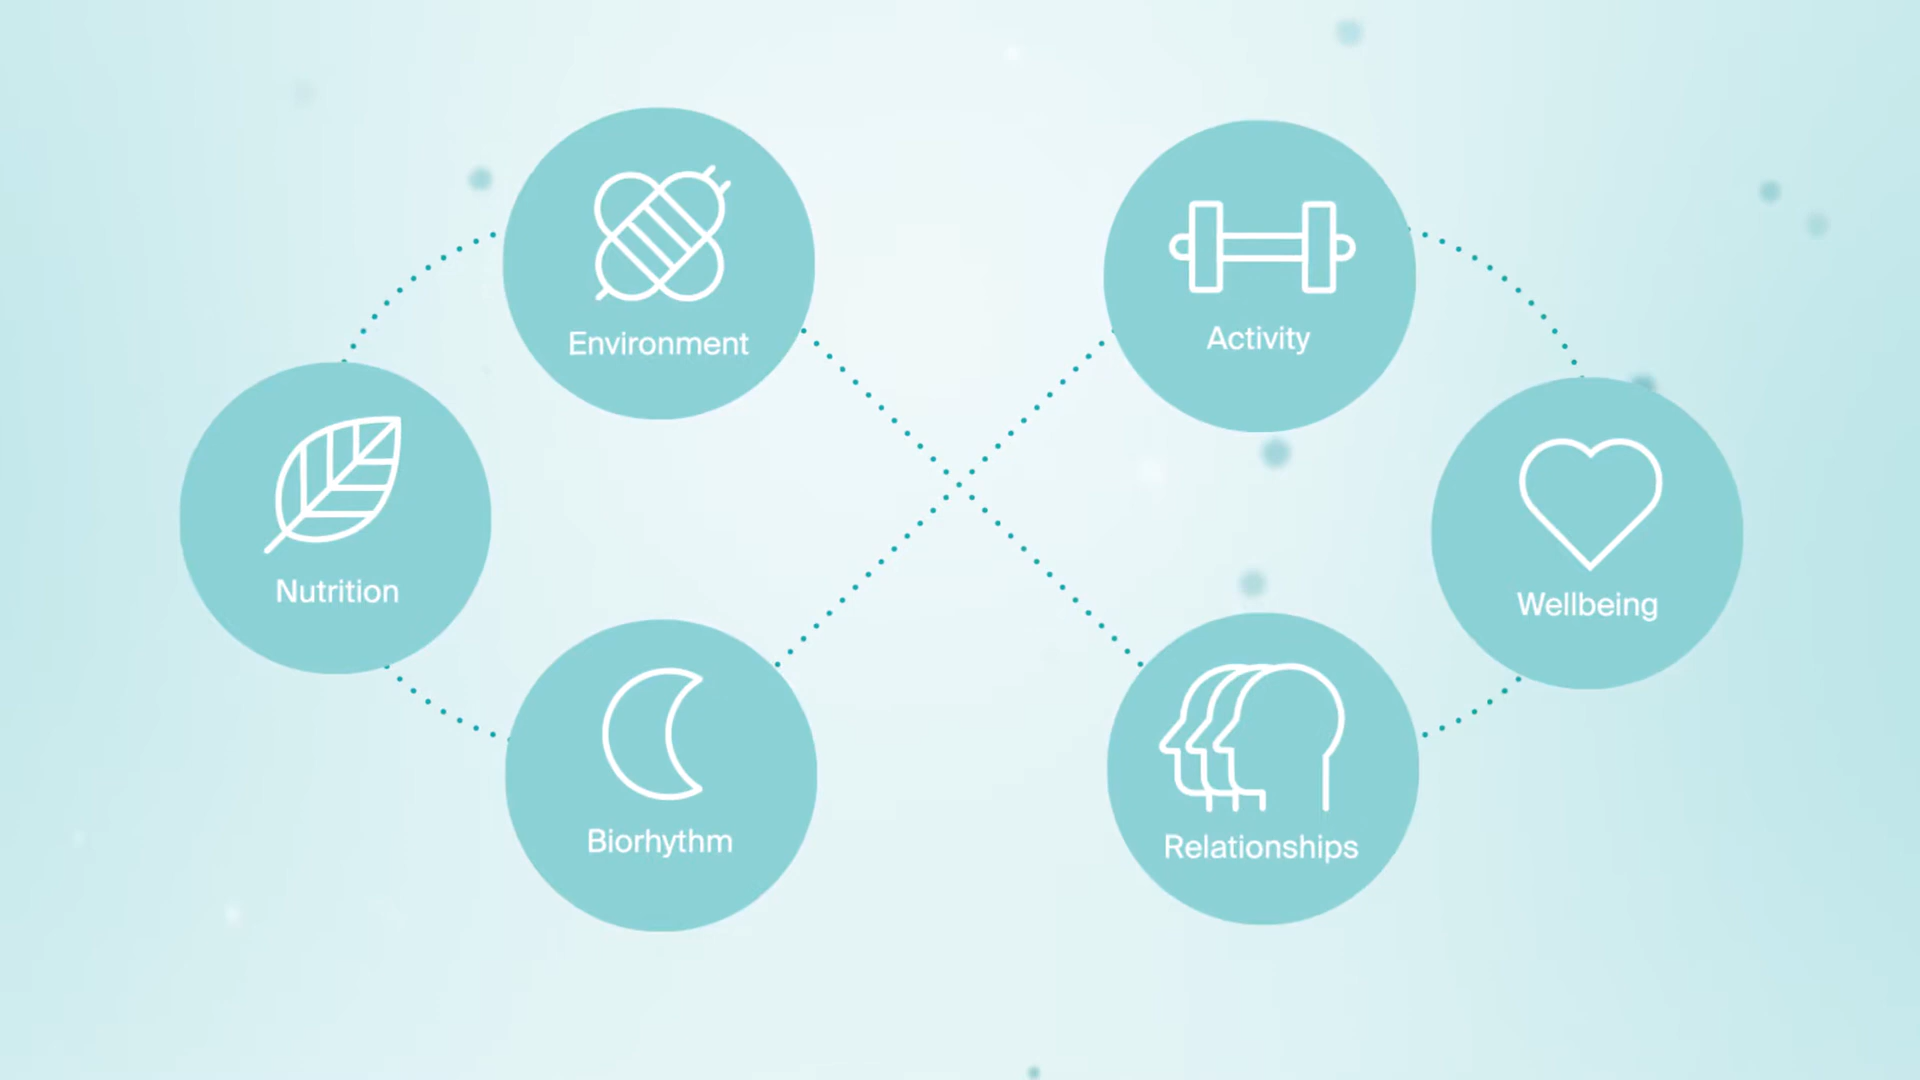 Environment
Activity
Nutrition
Wellbeing
Biorhythm
Relationships